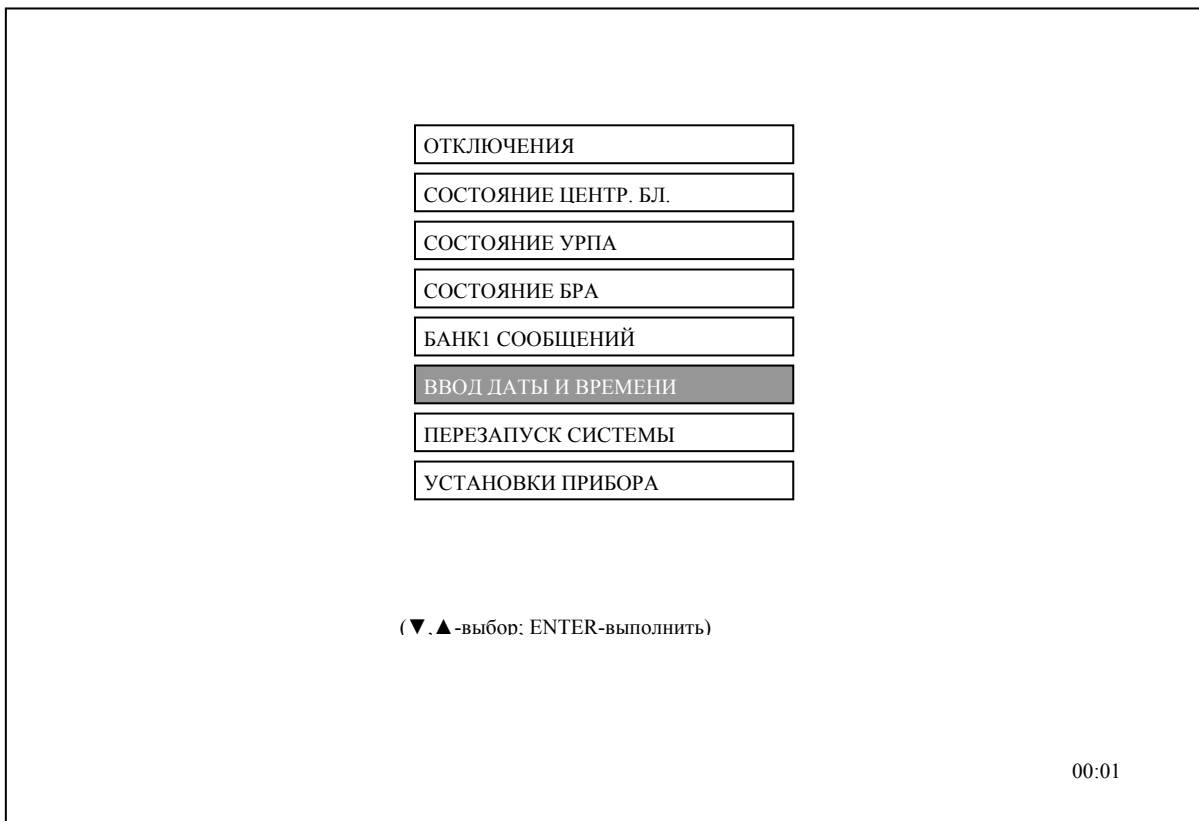 ОТКЛЮЧЕНИЯ
СОСТОЯНИЕ ЦЕНТР. БЛ.
СОСТОЯНИЕ УРПА
СОСТОЯНИЕ БРА
БАНК1 СООБЩЕНИЙ
ВВОД ДАТЫ И ВРЕМЕНИ
ПЕРЕЗАПУСК СИСТЕМЫ
УСТАНОВКИ ПРИБОРА
(▼,▲-выбор; ENTER-выполнить)
00:01